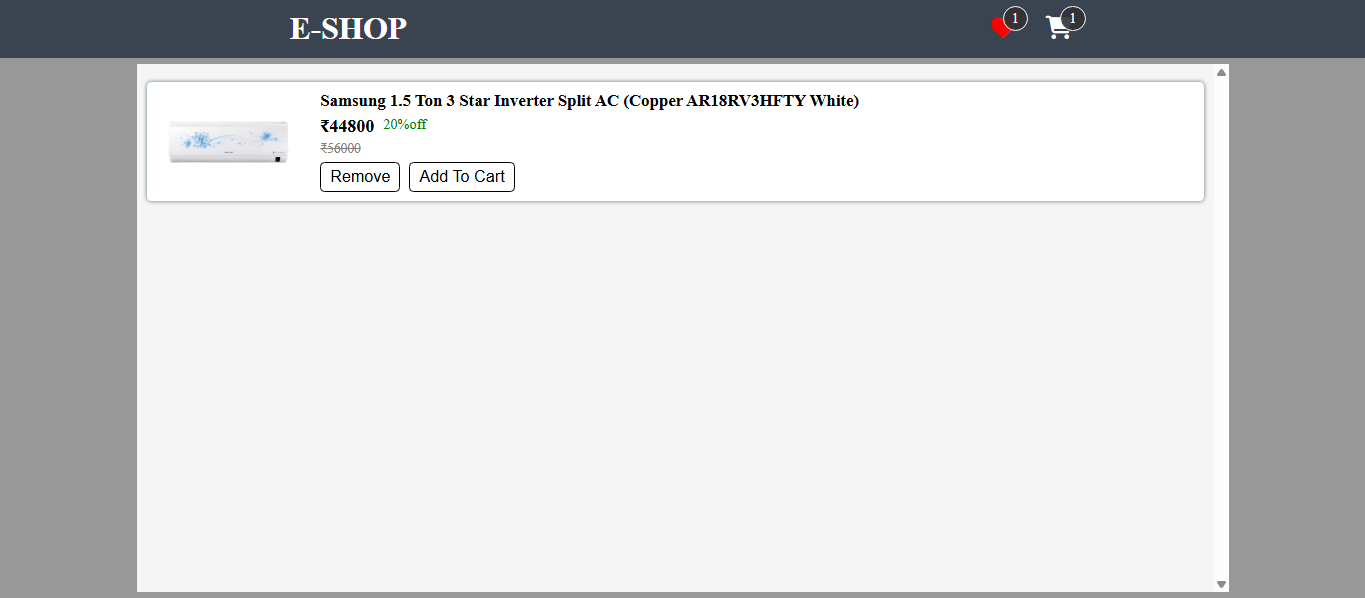 E-SHOP
1
1
Samsung 1.5 Ton 3 Star Inverter Split AC (Copper AR18RV3HFTY White)
₹44800 20%off
₹56000
Remove Add To Cart